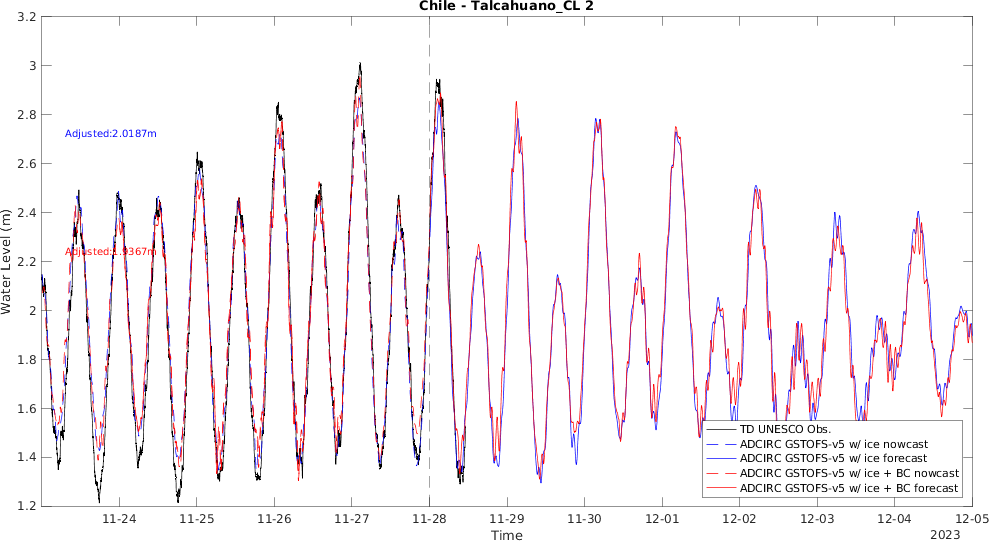 Chile - Talcahuano_CL 2
3.2
3
2.8
2.6
2.4
2.2
2
1.8
1.6
1.4
1.2
Water Level (m)
Adjusted:2.0187m
Adjusted:1.9367m
TD UNESCO Obs.
ADCIRC GSTOFS-v5 w/ ice nowcast
ADCIRC GSTOFS-v5 w/ ice forecast
ADCIRC GSTOFS-v5 w/ ice + BC nowcast
ADCIRC GSTOFS-v5 w/ ice + BC forecast
11-24 11-25 11-26 11-27 11-28 11-29 11-30 12-01 12-02 12-03 12-04 12-05
2023
Time